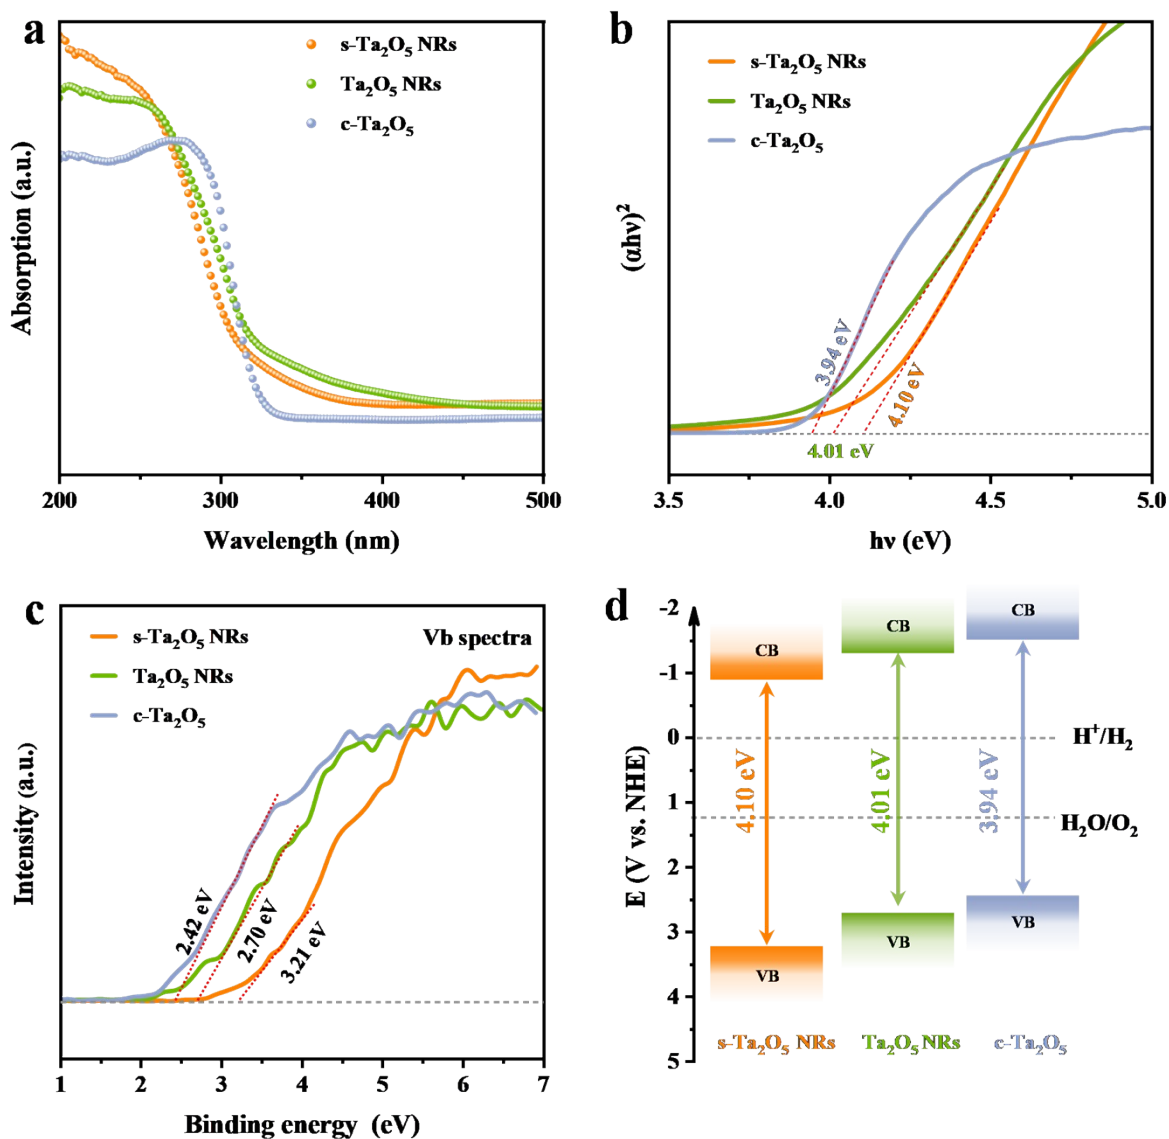 a
s-Ta₂O₅ NRs
Ta₂O₅ NRs
c-Ta₂O₅
Absorption (a.u.)
200 300 400 500
Wavelength (nm)
b
s-Ta₂O₅ NRs
Ta₂O₅ NRs
c-Ta₂O₅
(αhν)²
3.94 eV
4.10 eV
4.01 eV
3.5 4.0 4.5 5.0
hν (eV)
c
s-Ta₂O₅ NRs
Ta₂O₅ NRs
c-Ta₂O₅
Vb spectra
Intensity (a.u.)
2.42 eV
2.70 eV
3.21 eV
1 2 3 4 5 6 7
Binding energy (eV)
d
E (V vs. NHE)
-2
-1
0
1
2
3
4
5
CB
CB
CB
H⁺/H₂
H₂O/O₂
4.10 eV
4.01 eV
3.94 eV
VB
VB
VB
s-Ta₂O₅ NRs
Ta₂O₅ NRs
c-Ta₂O₅